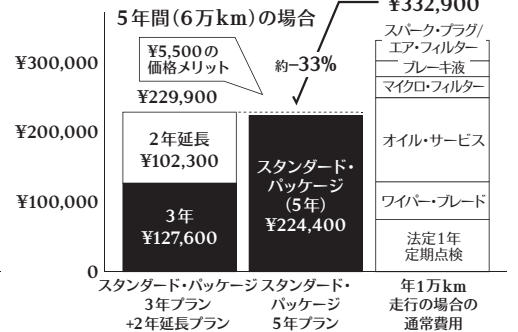 5年間(6万km)の場合
¥332,900
¥5,500の
価格メリット
約−33%
スパーク・プラグ/
エア・フィルター
ブレーキ液
マイクロ・フィルター
オイル・サービス
ワイパー・ブレード
法定1年
定期点検
¥300,000
¥200,000
¥100,000
0
¥229,900
2年延長
¥102,300
3年
¥127,600
スタンダード・
パッケージ
(5年)
¥224,400
スタンダード・パッケージ
3年プラン
+2年延長プラン
スタンダード・
パッケージ
5年プラン
年1万km
走行の場合の
通常費用